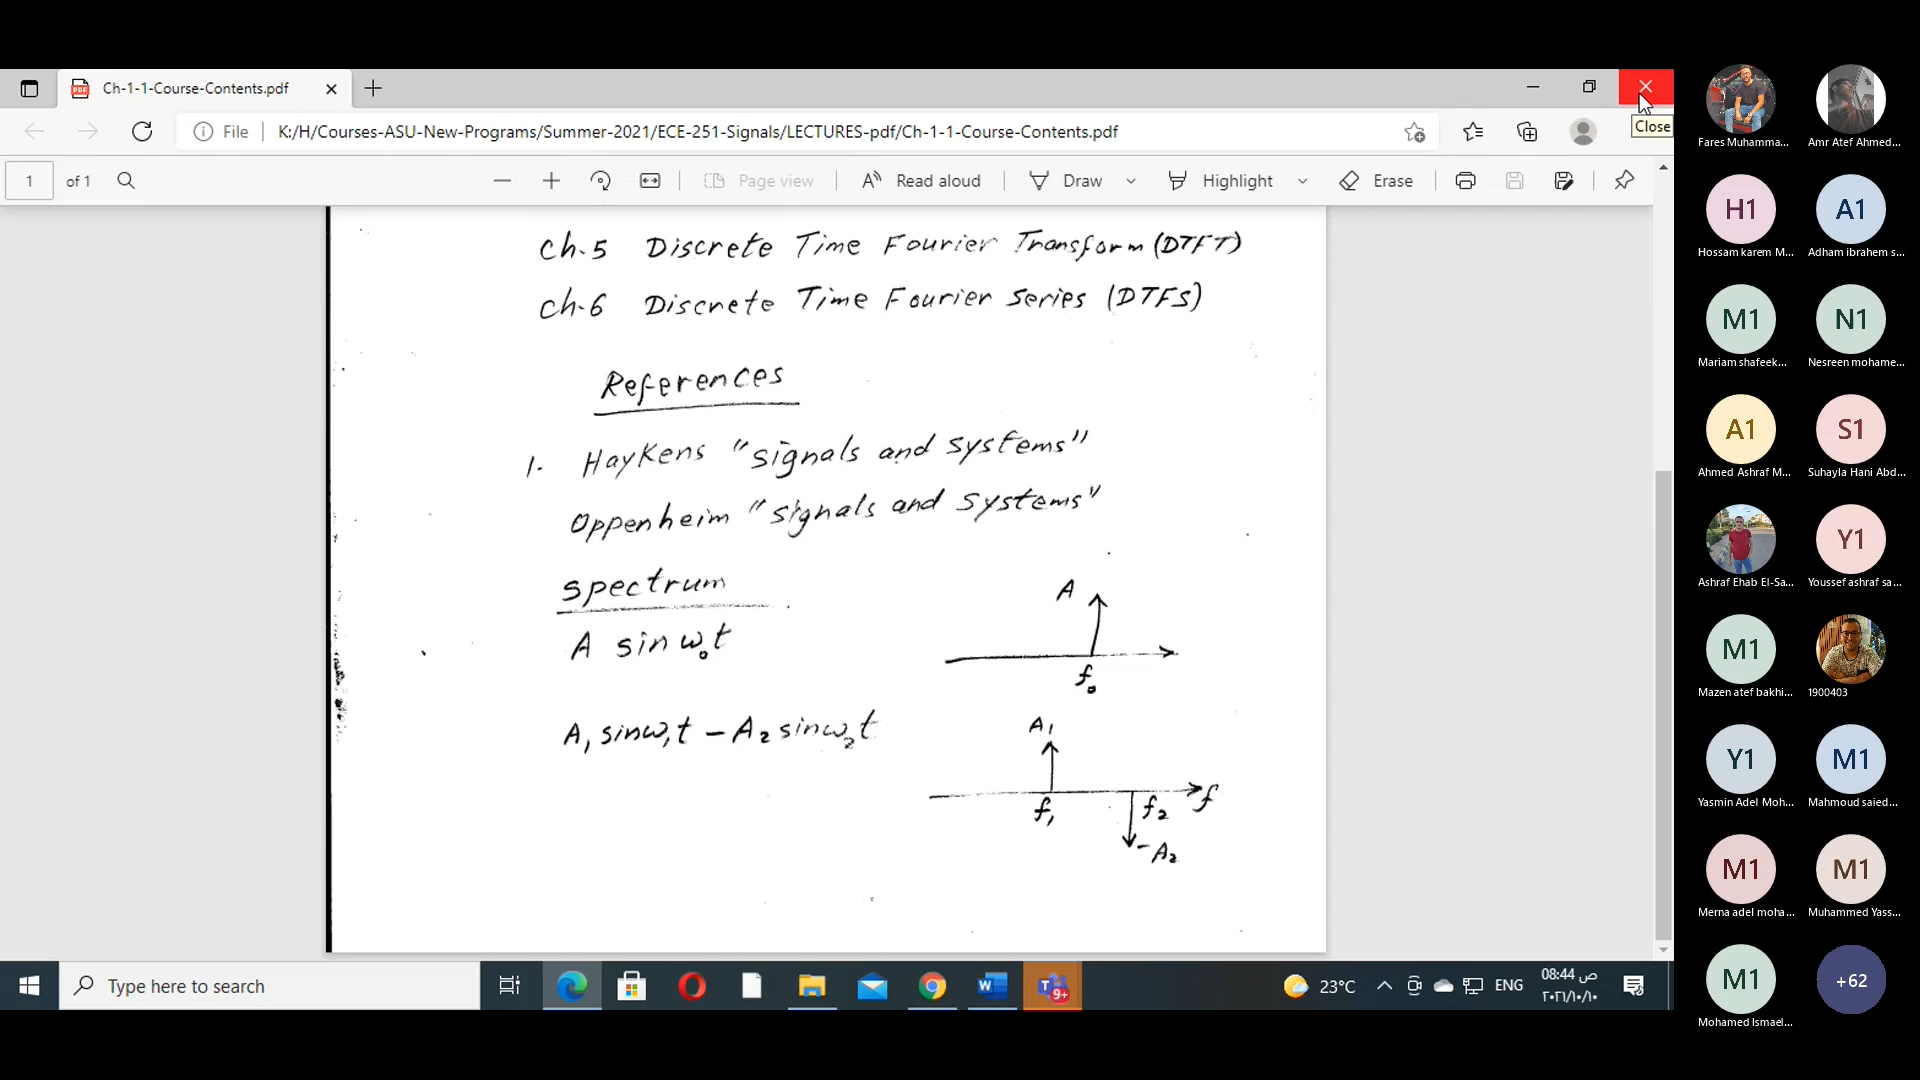 Ch-1-1-Course-Contents.pdf
File K:/H/Courses-ASU-New-Programs/Summer-2021/ECE-251-Signals/LECTURES-pdf/Ch-1-1-Course-Contents.pdf
Close
1 of 1 Page view Read aloud Draw Highlight Erase
Ch.5 Discrete Time Fourier Transform (DTFT)
Ch.6 Discrete Time Fourier Series (DTFS)
References
1. Haykens "Signals and Systems"
Oppenheim "Signals and Systems"
Spectrum
A sin ω₀t
A
f₀
A₁ sinω₁t – A₂ sinω₂t
A₁
f₁ f₂ f
-A₂
Type here to search
W
9+
23°C
ENG
08:44 ص
٢٠٢١/١٠/١٠
Fares Muhamma... Amr Atef Ahmed...
H1 A1
Hossam karem M... Adham ibrahem s...
M1 N1
Mariam shafeek... Nesreen mohame...
A1 S1
Ahmed Ashraf M... Suhayla Hani Abd...
Y1
Ashraf Ehab El-Sa... Youssef ashraf sa...
M1
Mazen atef bakhi... 1900403
Y1 M1
Yasmin Adel Moh... Mahmoud saied...
M1 M1
Merna adel moha... Muhammed Yass...
M1 +62
Mohamed Ismael...